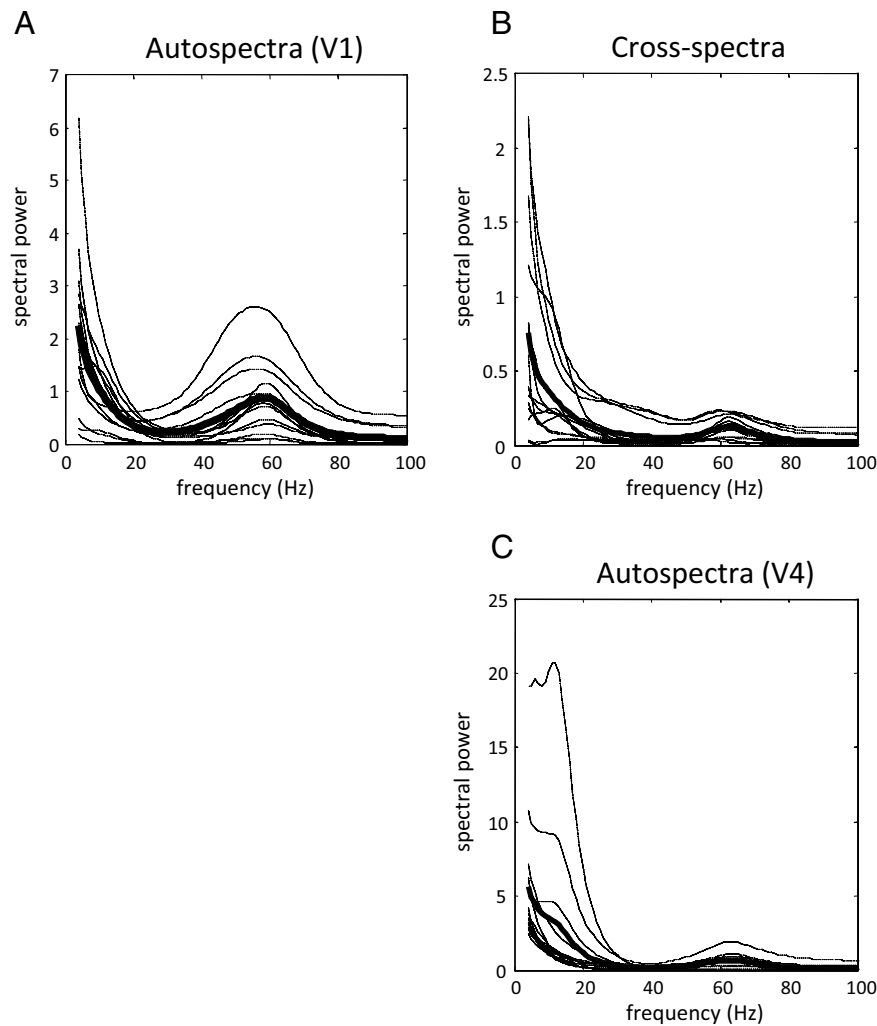 A
Autospectra (V1)
7
6
5
4
3
2
1
0
spectral power
0 20 40 60 80 100
frequency (Hz)
B
Cross-spectra
2.5
2
1.5
1
0.5
0
spectral power
0 20 40 60 80 100
frequency (Hz)
C
Autospectra (V4)
25
20
15
10
5
0
spectral power
0 20 40 60 80 100
frequency (Hz)